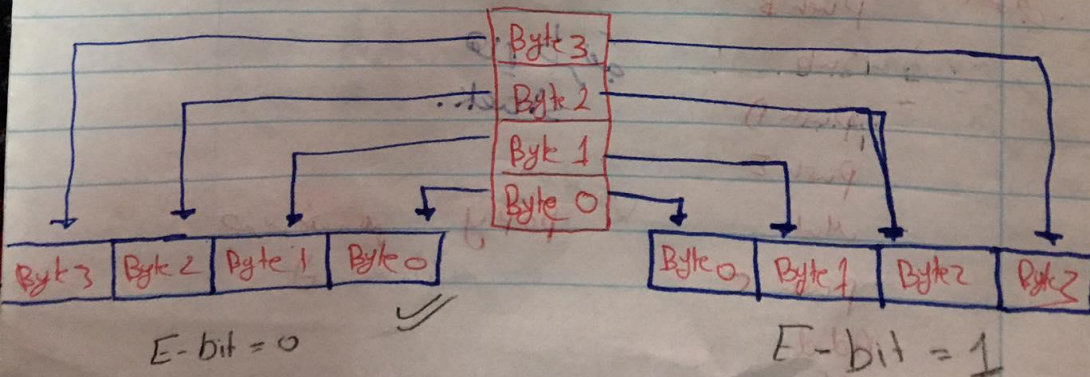 Byte 3
Byte 2
Byte 1
Byte 0
Byte 3 Byte 2 Byte 1 Byte 0
Byte 0 Byte 1 Byte 2 Byte 3
E-bit = 0
E-bit = 1